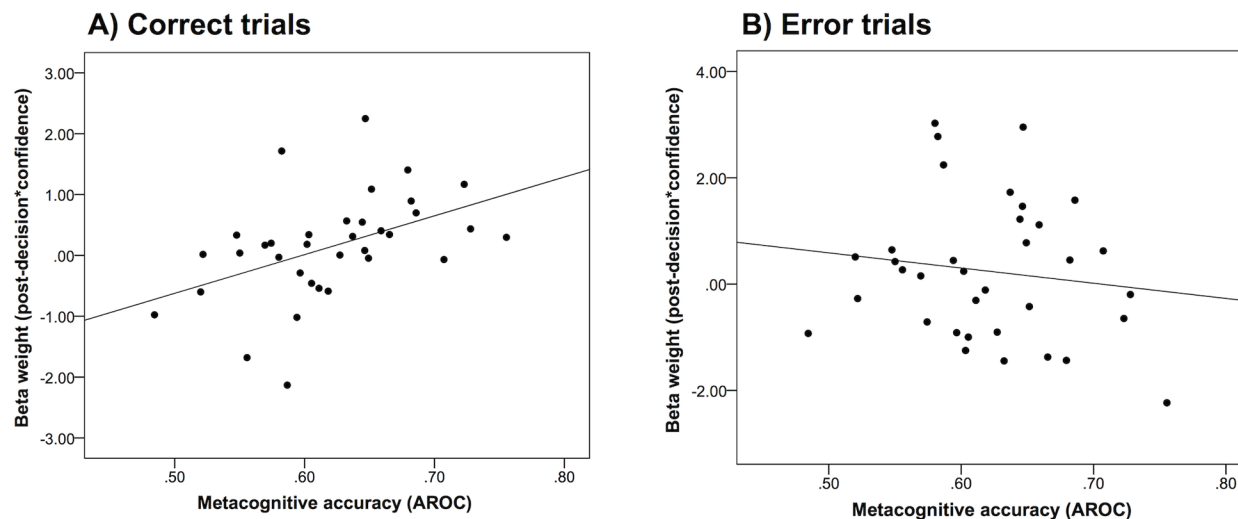 A) Correct trials
Beta weight (post-decision*confidence)
3.00
2.00
1.00
.00
-1.00
-2.00
-3.00
.50 .60 .70 .80
Metacognitive accuracy (AROC)
B) Error trials
Beta weight (post-decision*confidence)
4.00
2.00
.00
-2.00
.50 .60 .70 .80
Metacognitive accuracy (AROC)